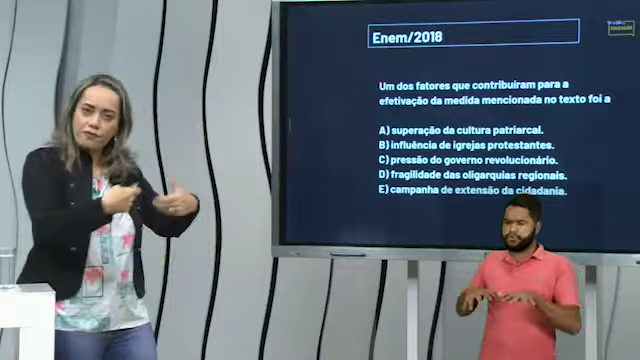 Enem/2018
Um dos fatores que contribuíram para a
efetivação da medida mencionada no texto foi a
A) superação da cultura patriarcal.
B) influência de igrejas protestantes.
C) pressão do governo revolucionário.
D) fragilidade das oligarquias regionais.
E) campanha de extensão da cidadania.